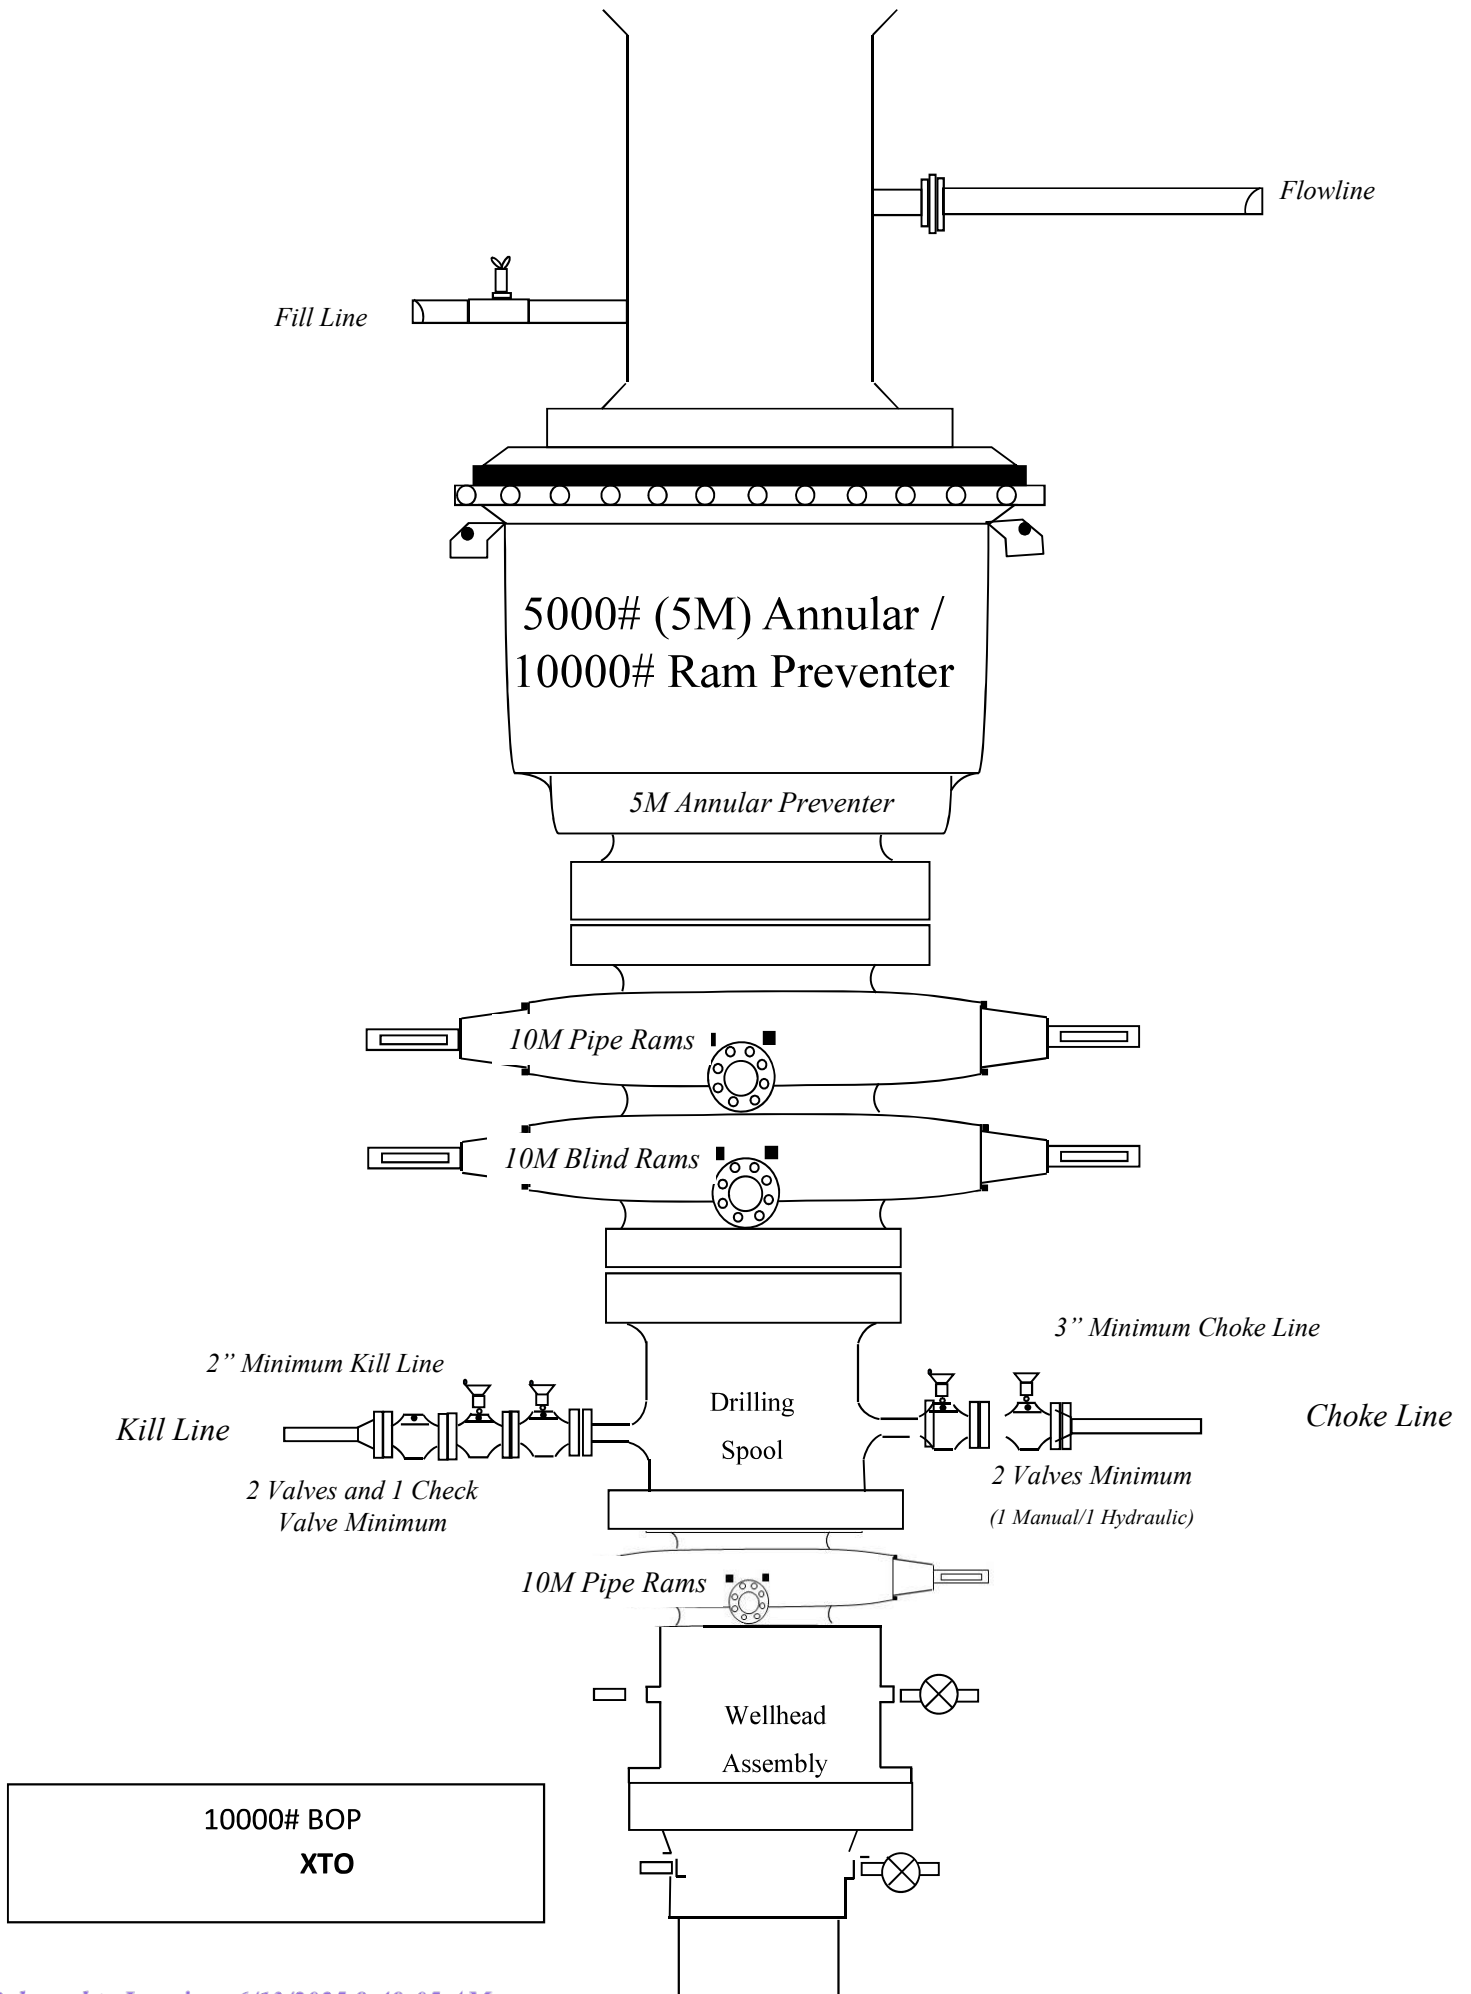 Flowline
Fill Line
5000# (5M) Annular /
10000# Ram Preventer
5M Annular Preventer
10M Pipe Rams
10M Blind Rams
3” Minimum Choke Line
2” Minimum Kill Line
Drilling
Spool
Kill Line
Choke Line
2 Valves and 1 Check
Valve Minimum
2 Valves Minimum
(1 Manual/1 Hydraulic)
10M Pipe Rams
Wellhead
Assembly
10000# BOP
XTO